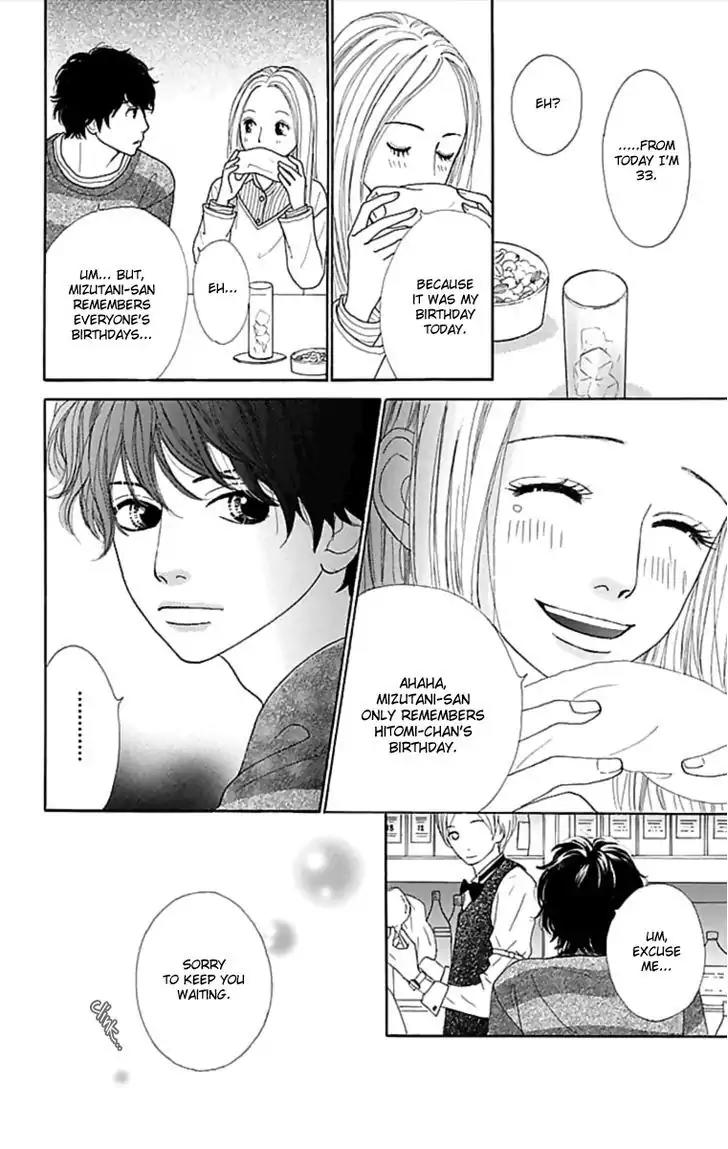 .....FROM
TODAY I'M
33.
EH?
BECAUSE
IT WAS MY
BIRTHDAY
TODAY.
EH...
UM... BUT,
MIZUTANI-SAN
REMEMBERS
EVERYONE'S
BIRTHDAYS...
AHAHA,
MIZUTANI-SAN
ONLY REMEMBERS
HITOMI-CHAN'S
BIRTHDAY.
..........
UM,
EXCUSE
ME...
SORRY
TO KEEP YOU
WAITING.
clink...